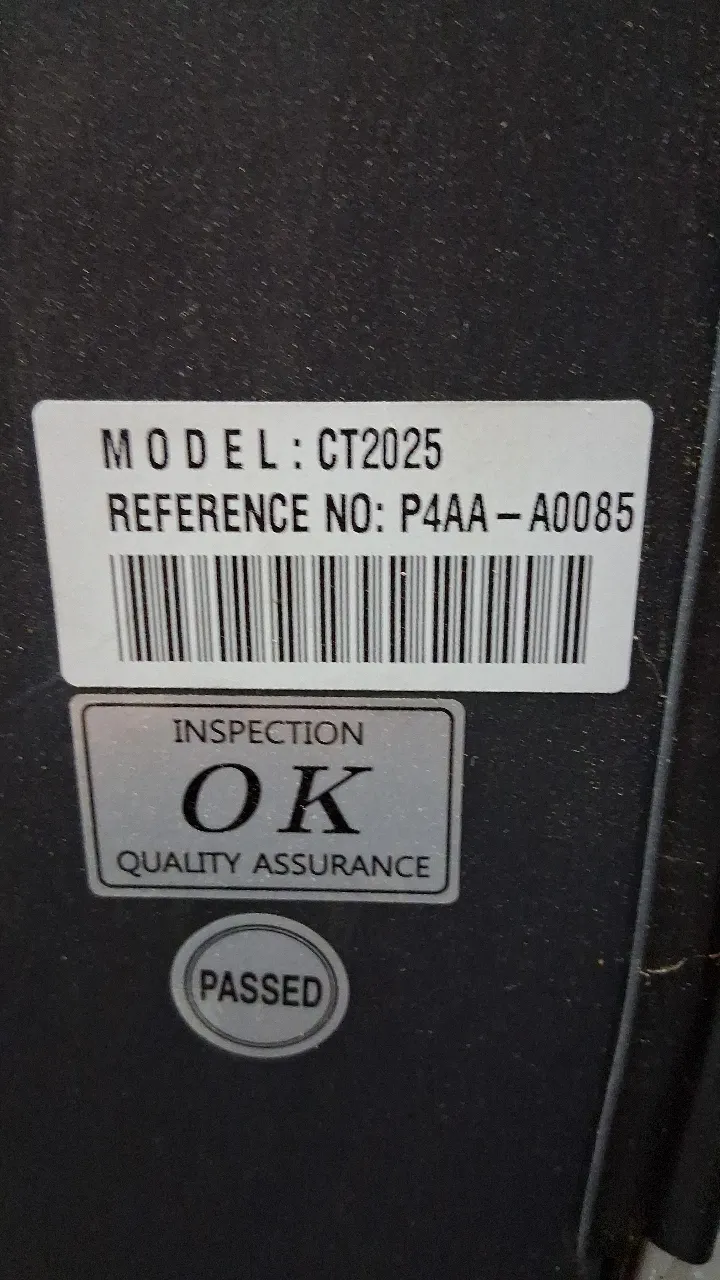 MODEL: CT2025
REFERENCE NO: P4AA-A0085
INSPECTION
OK
QUALITY ASSURANCE
PASSED